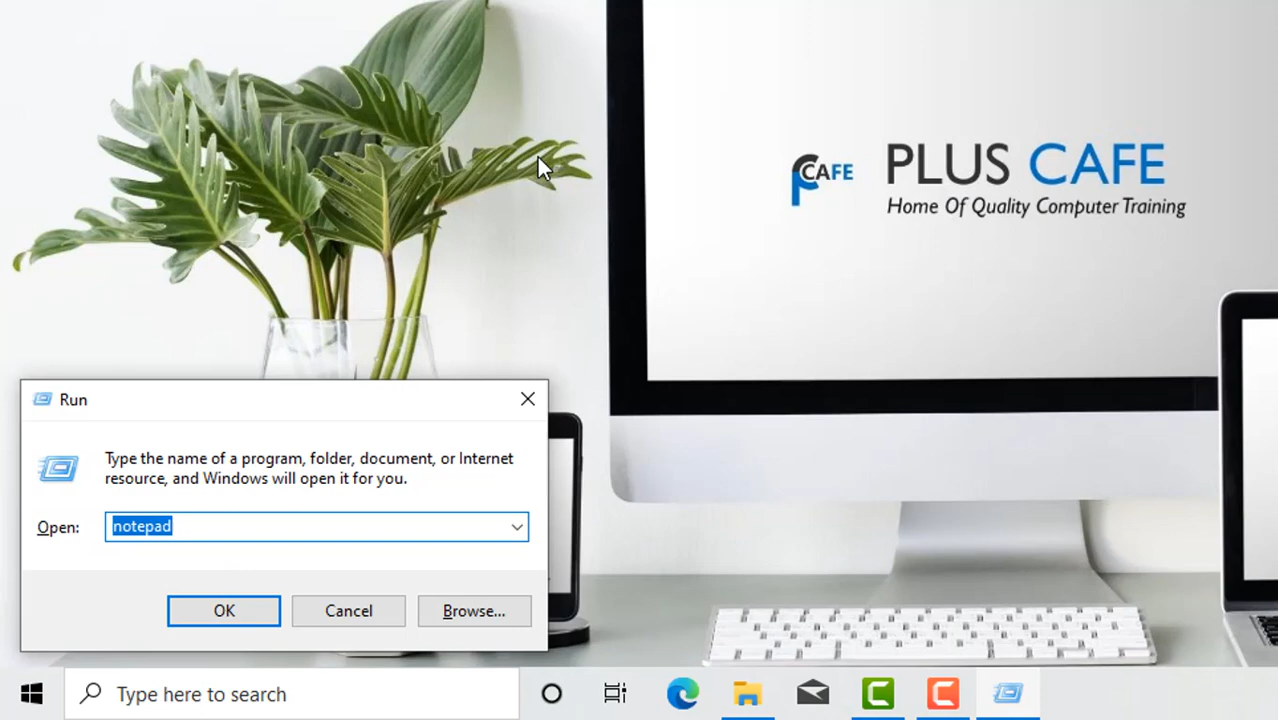 CAFE
PLUS CAFE
Home Of Quality Computer Training
Run
Type the name of a program, folder, document, or Internet
resource, and Windows will open it for you.
Open:
notepad
OK
Cancel
Browse...
Type here to search